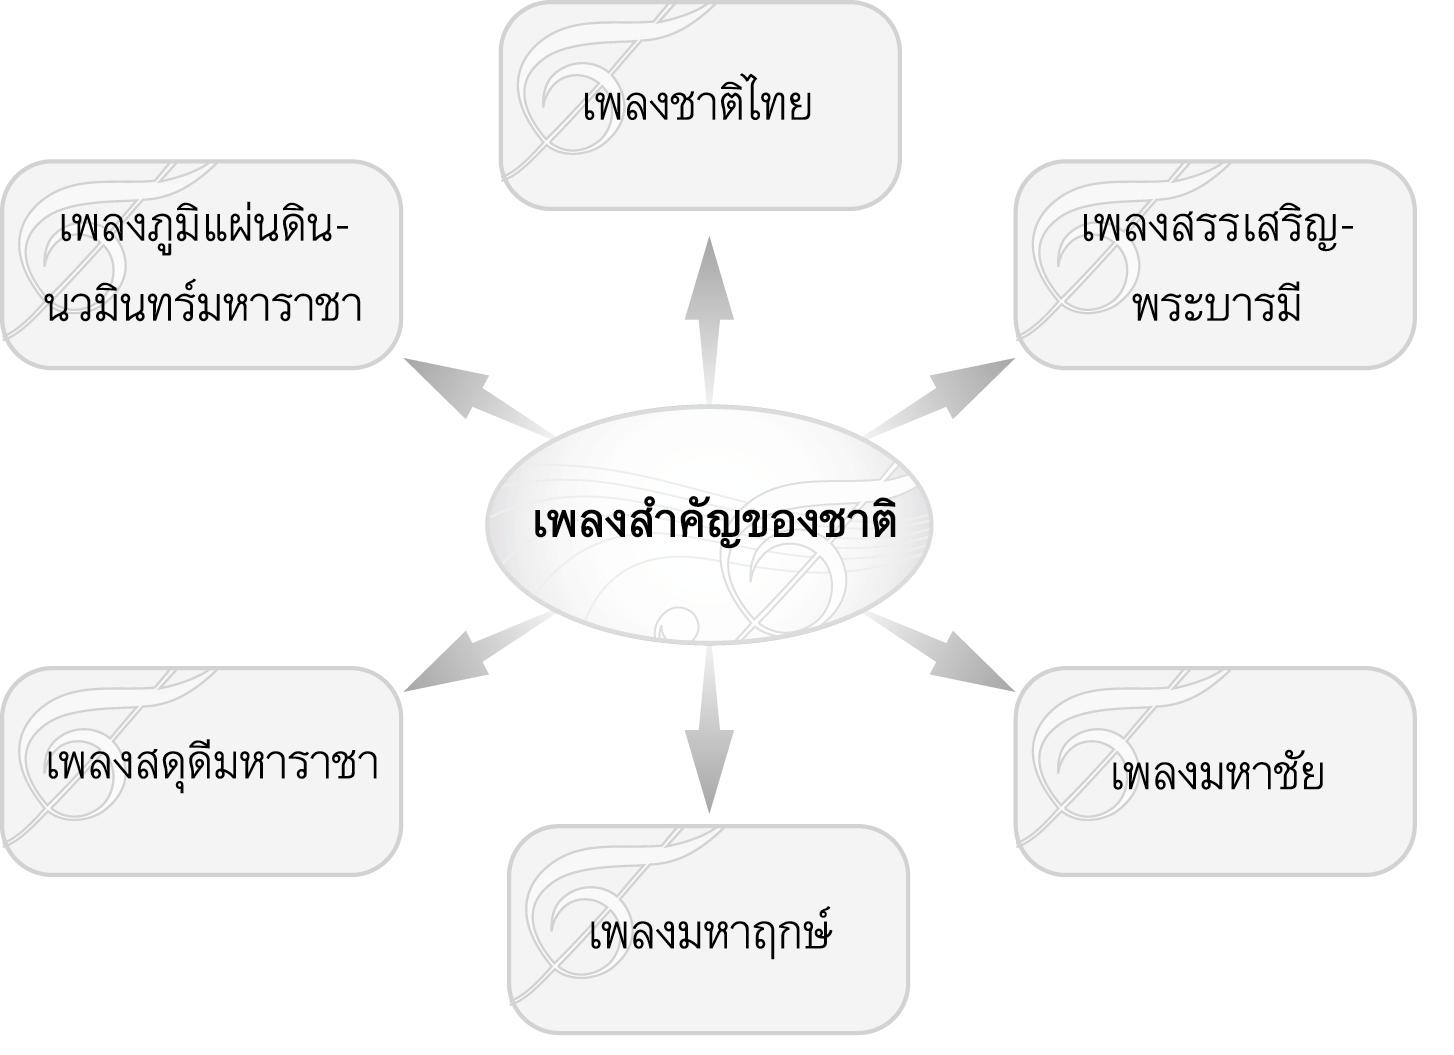 เพลงชาติไทย
เพลงภูมิแผ่นดิน-
นวมินทร์มหาราชา
เพลงสรรเสริญ-
พระบารมี
เพลงสำคัญของชาติ
เพลงสดุดีมหาราชา
เพลงมหาชัย
เพลงมหาฤกษ์